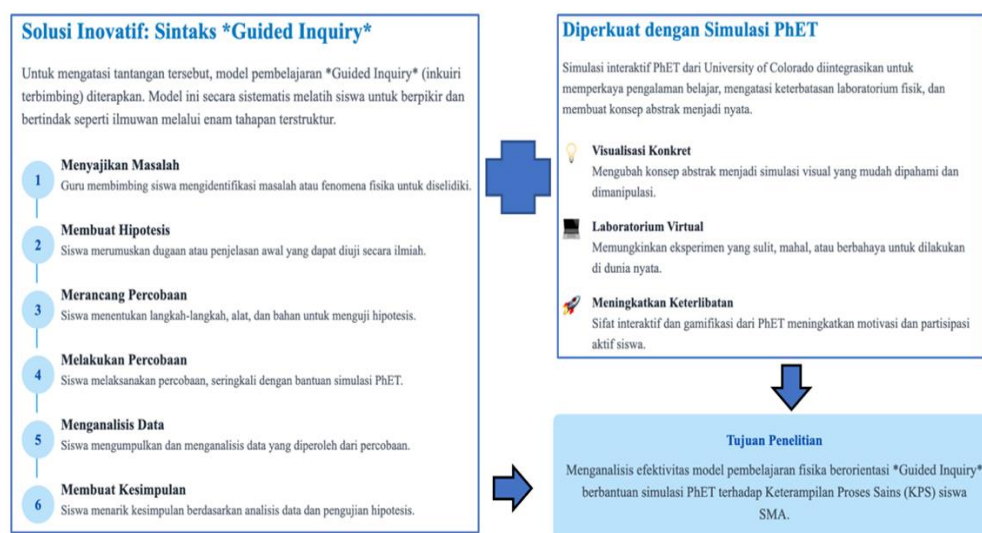 Solusi Inovatif: Sintaks *Guided Inquiry*
Untuk mengatasi tantangan tersebut, model pembelajaran *Guided Inquiry* (inkuiri
terbimbing) diterapkan. Model ini secara sistematis melatih siswa untuk berpikir dan
bertindak seperti ilmuwan melalui enam tahapan terstruktur.
1
Menyajikan Masalah
Guru membimbing siswa mengidentifikasi masalah atau fenomena fisika untuk diselidiki.
2
Membuat Hipotesis
Siswa merumuskan dugaan atau penjelasan awal yang dapat diuji secara ilmiah.
3
Merancang Percobaan
Siswa menentukan langkah-langkah, alat, dan bahan untuk menguji hipotesis.
4
Melakukan Percobaan
Siswa melaksanakan percobaan, seringkali dengan bantuan simulasi PhET.
5
Menganalisis Data
Siswa mengumpulkan dan menganalisis data yang diperoleh dari percobaan.
6
Membuat Kesimpulan
Siswa menarik kesimpulan berdasarkan analisis data dan pengujian hipotesis.
Diperkuat dengan Simulasi PhET
Simulasi interaktif PhET dari University of Colorado diintegrasikan untuk
memperkaya pengalaman belajar, mengatasi keterbatasan laboratorium fisik, dan
membuat konsep abstrak menjadi nyata.
Visualisasi Konkret
Mengubah konsep abstrak menjadi simulasi visual yang mudah dipahami dan
dimanipulasi.
Laboratorium Virtual
Memungkinkan eksperimen yang sulit, mahal, atau berbahaya untuk dilakukan
di dunia nyata.
Meningkatkan Keterlibatan
Sifat interaktif dan gamifikasi dari PhET meningkatkan motivasi dan partisipasi
aktif siswa.
Tujuan Penelitian
Menganalisis efektivitas model pembelajaran fisika berorientasi *Guided Inquiry*
berbantuan simulasi PhET terhadap Keterampilan Proses Sains (KPS) siswa
SMA.